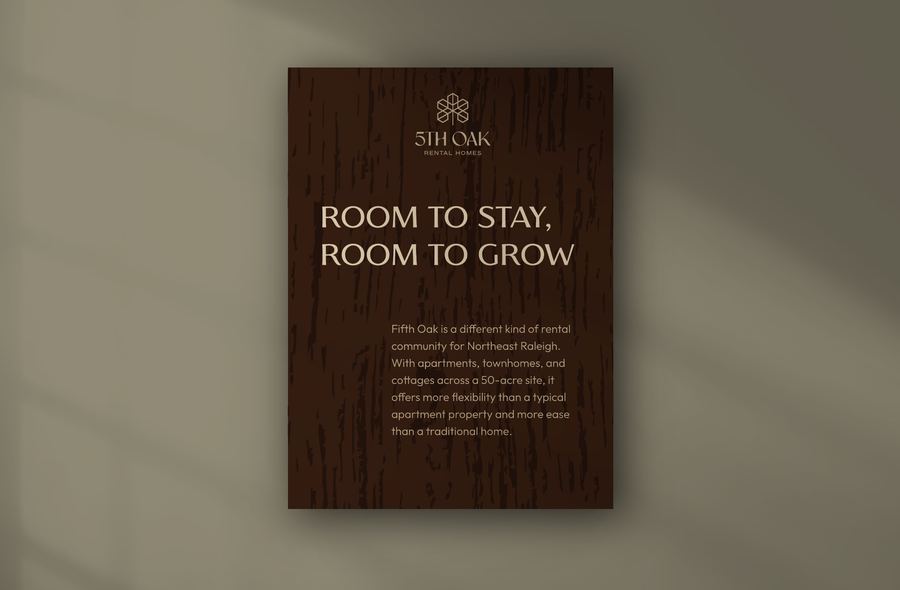 5TH OAK
RENTAL HOMES
ROOM TO STAY,
ROOM TO GROW
Fifth Oak is a different kind of rental
community for Northeast Raleigh.
With apartments, townhomes, and
cottages across a 50-acre site, it
offers more flexibility than a typical
apartment property and more ease
than a traditional home.